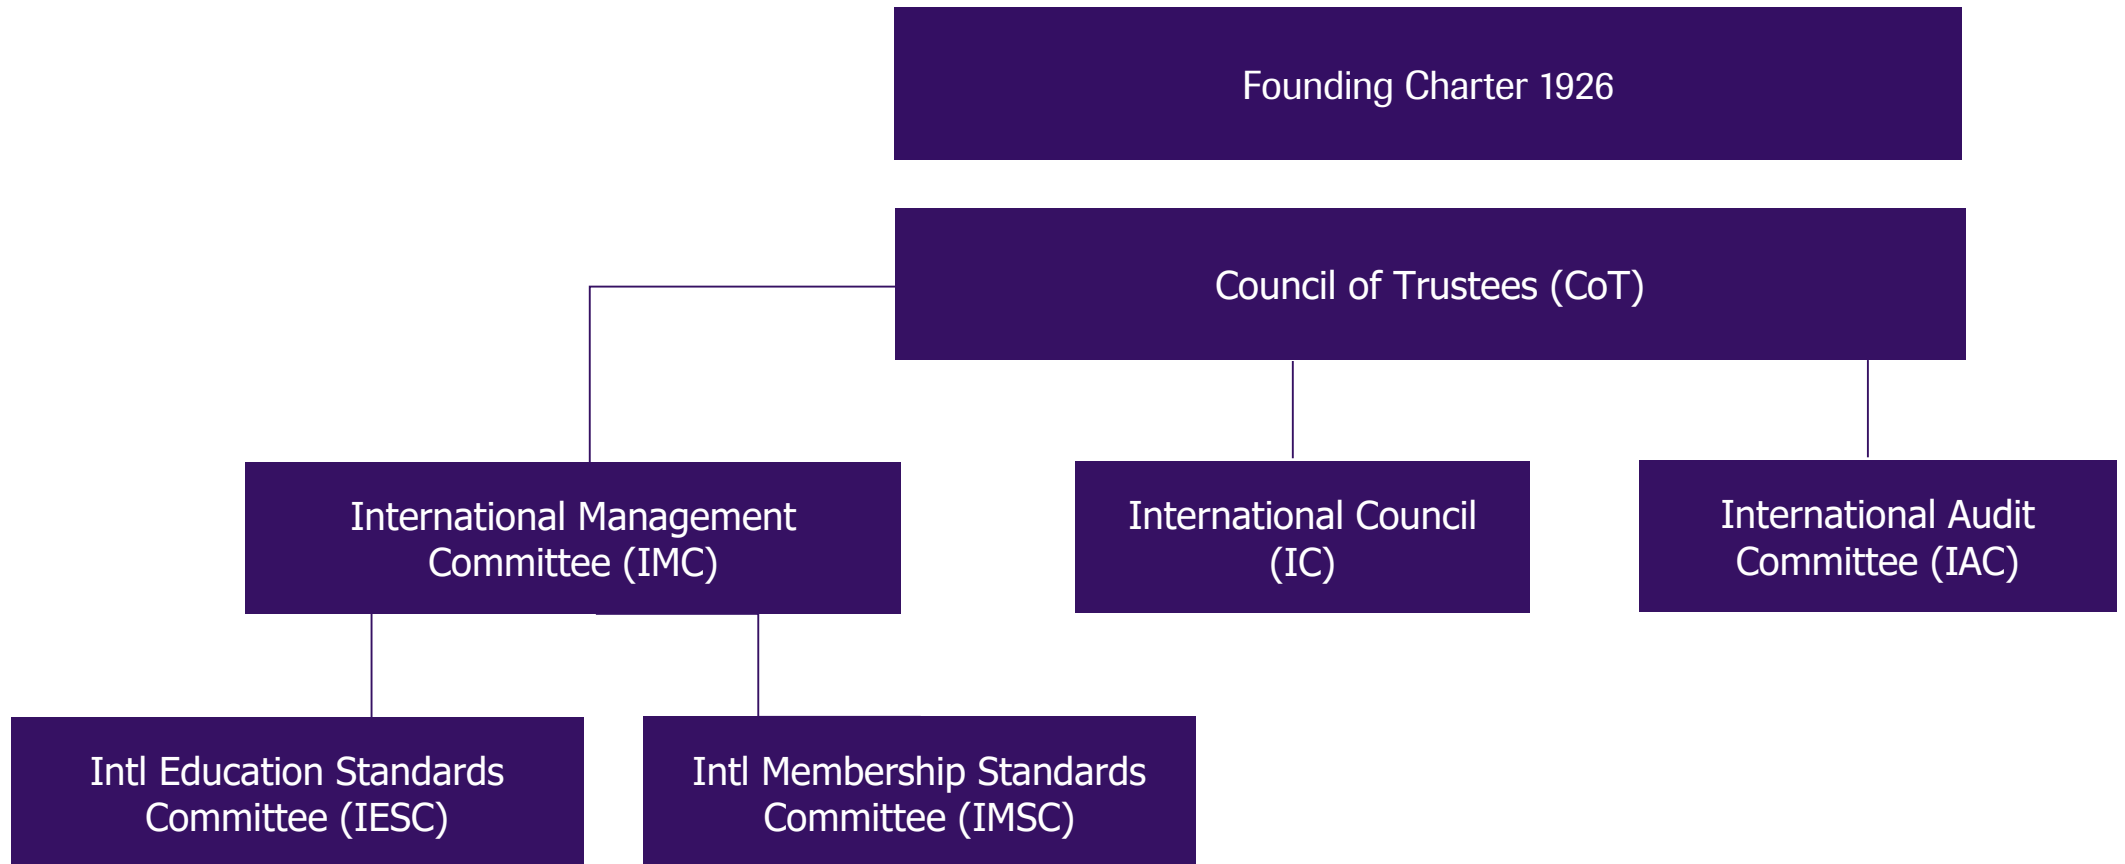 Founding Charter 1926
Council of Trustees (CoT)
International Management
Committee (IMC)
International Council
(IC)
International Audit
Committee (IAC)
Intl Education Standards
Committee (IESC)
Intl Membership Standards
Committee (IMSC)